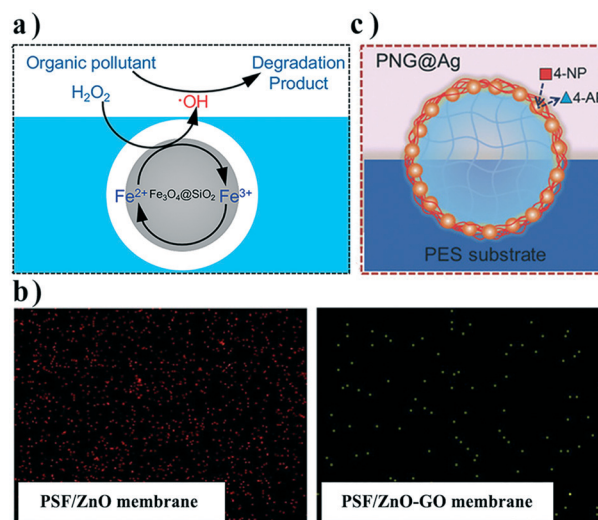 a)
Organic pollutant
Degradation
Product
H₂O₂
·OH
Fe²⁺
Fe₃O₄@SiO₂
Fe³⁺
c)
PNG@Ag
4-NP
PES substrate
b)
PSF/ZnO membrane
PSF/ZnO-GO membrane